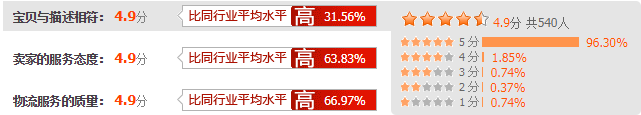 宝贝与描述相符： 4.9分 比同行业平均水平 高 31.56%
卖家的服务态度： 4.9分 比同行业平均水平 高 63.83%
物流服务的质量： 4.9分 比同行业平均水平 高 66.97%
4.9分 共540人
5分 96.30%
4分 1.85%
3分 0.74%
2分 0.37%
1分 0.74%